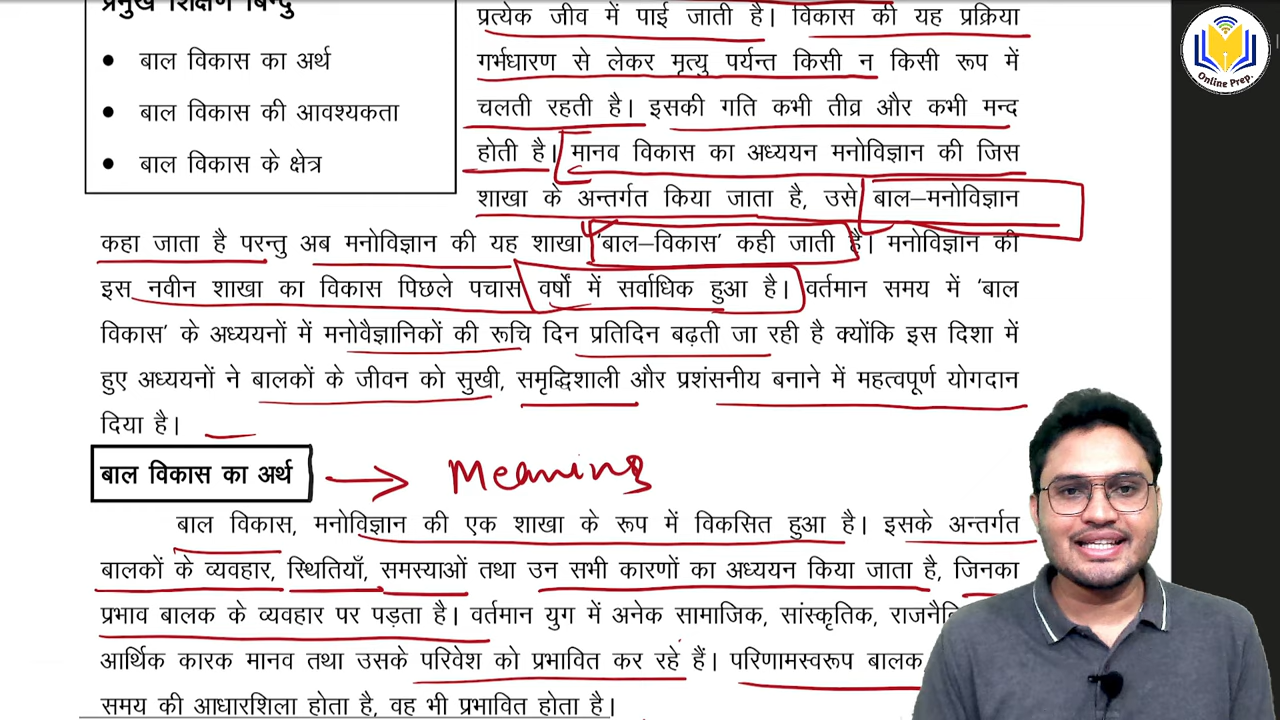 प्रमुख शिक्षण बिन्दु
• बाल विकास का अर्थ
• बाल विकास की आवश्यकता
• बाल विकास के क्षेत्र
प्रत्येक जीव में पाई जाती है। विकास की यह प्रक्रिया
गर्भधारण से लेकर मृत्यु पर्यन्त किसी न किसी रूप में
चलती रहती है। इसकी गति कभी तीव्र और कभी मन्द
होती है। मानव विकास का अध्ययन मनोविज्ञान की जिस
शाखा के अन्तर्गत किया जाता है, उसे बाल–मनोविज्ञान
कहा जाता है परन्तु अब मनोविज्ञान की यह शाखा 'बाल–विकास' कही जाती है। मनोविज्ञान की
इस नवीन शाखा का विकास पिछले पचास वर्षों में सर्वाधिक हुआ है। वर्तमान समय में 'बाल
विकास' के अध्ययनों में मनोवैज्ञानिकों की रूचि दिन प्रतिदिन बढ़ती जा रही है क्योंकि इस दिशा में
हुए अध्ययनों ने बालकों के जीवन को सुखी, समृद्धिशाली और प्रशंसनीय बनाने में महत्वपूर्ण योगदान
दिया है।
बाल विकास का अर्थ
Meaning
बाल विकास, मनोविज्ञान की एक शाखा के रूप में विकसित हुआ है। इसके अन्तर्गत
बालकों के व्यवहार, स्थितियाँ, समस्याओं तथा उन सभी कारणों का अध्ययन किया जाता है, जिनका
प्रभाव बालक के व्यवहार पर पड़ता है। वर्तमान युग में अनेक सामाजिक, सांस्कृतिक,
आर्थिक कारक मानव तथा उसके परिवेश को प्रभावित कर रहे हैं। परिणामस्वरूप बालक
समय की आधारशिला होता है, वह भी प्रभावित होता है।
Online Prep.